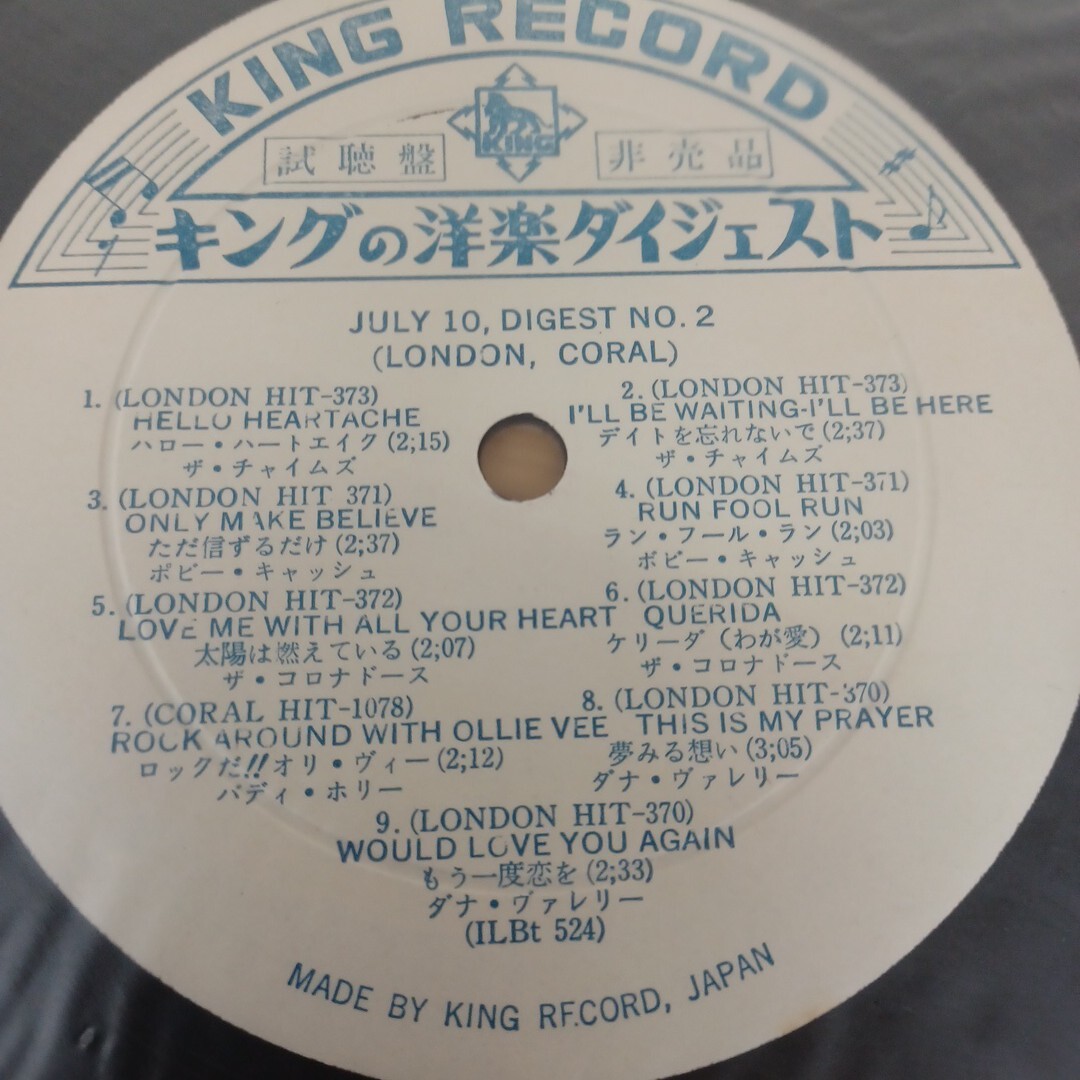 KING RECORD
KING
試聴盤 非売品
キングの洋楽ダイジェスト
JULY 10, DIGEST NO. 2
(LONDON, CORAL)
1. (LONDON HIT-373)
HELLO HEARTACHE
ハロー・ハートエイク (2;15)
ザ・チャイムズ
2. (LONDON HIT-373)
I'LL BE WAITING-I'LL BE HERE
デイトを忘れないで (2;37)
ザ・チャイムズ
3. (LONDON HIT 371)
ONLY MAKE BELIEVE
ただ信ずるだけ (2;37)
ボビー・キャッシュ
4. (LONDON HIT-371)
RUN FOOL RUN
ラン・フール・ラン (2;03)
ボビー・キャッシュ
5. (LONDON HIT-372)
LOVE ME WITH ALL YOUR HEART
太陽は燃えている (2;07)
ザ・コロナドース
6. (LONDON HIT-372)
QUERIDA
ケリーダ (わが愛) (2;11)
ザ・コロナドース
7. (CORAL HIT-1078)
ROCK AROUND WITH OLLIE VEE
ロックだ!!オリ・ヴィー (2;12)
バディ・ホリー
8. (LONDON HIT-370)
THIS IS MY PRAYER
夢みる想い (3;05)
ダナ・ヴァレリー
9. (LONDON HIT-370)
WOULD LOVE YOU AGAIN
もう一度恋を (2;33)
ダナ・ヴァレリー
(ILBt 524)
MADE BY KING RECORD, JAPAN